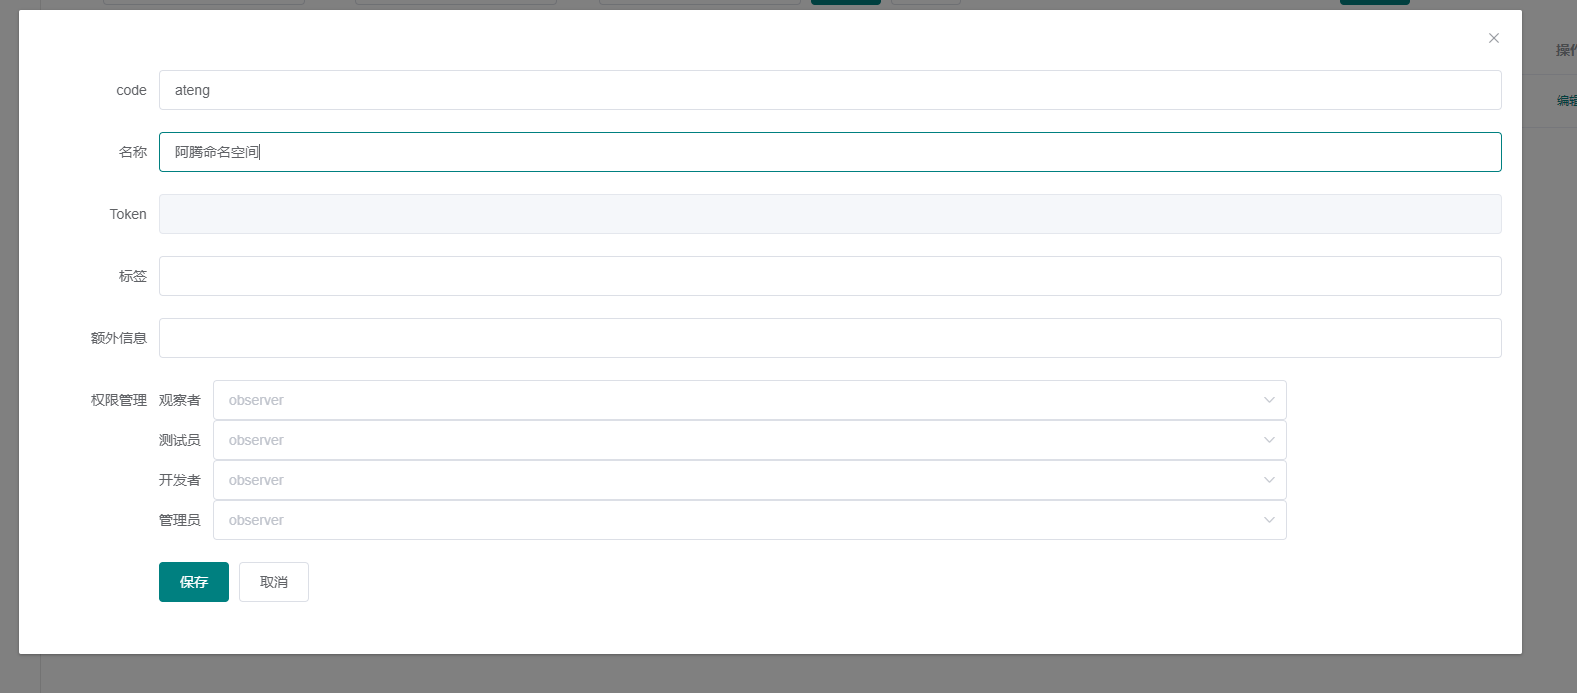 操作
code ateng
编辑
名称 阿腾命名空间
Token
标签
额外信息
权限管理 观察者 observer
测试员 observer
开发者 observer
管理员 observer
保存 取消